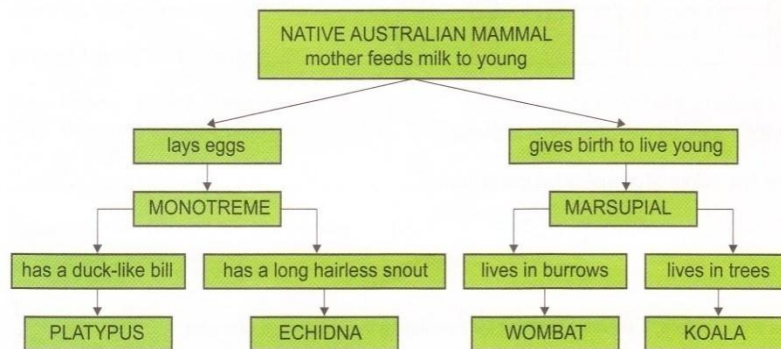 NATIVE AUSTRALIAN MAMMAL
mother feeds milk to young
lays eggs
gives birth to live young
MONOTREME
MARSUPIAL
has a duck-like bill
has a long hairless snout
lives in burrows
lives in trees
PLATYPUS
ECHIDNA
WOMBAT
KOALA